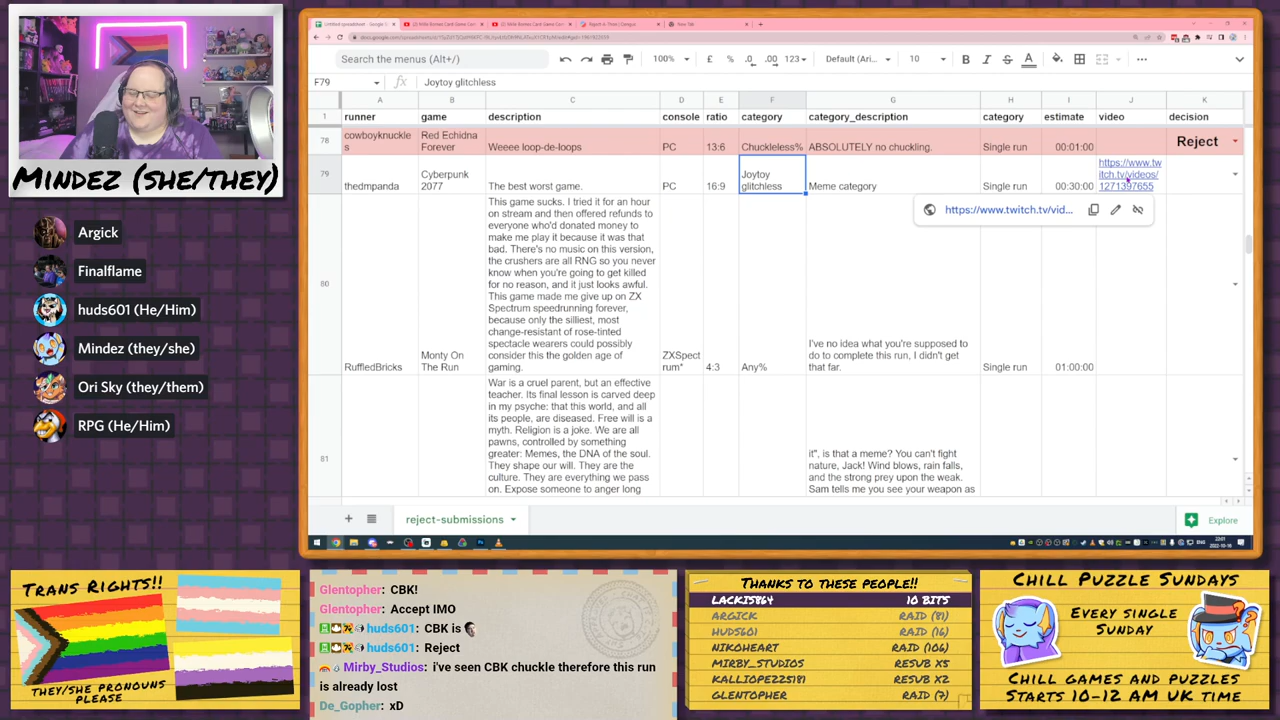 Mindez (she/they)
Argick
Finalflame
huds601 (He/Him)
Mindez (they/she)
Ori Sky (they/them)
RPG (He/Him)
Search the menus (Alt+/)
100%
£ % .0 .00 123
Default (Ari...
10
B I S A
F79
fx Joytoy glitchless
A B C D E F G H I J K
1 runner game description console ratio category category_description category estimate video decision
78
cowboyknuckle
s
Red Echidna
Forever
Weeee loop-de-loops
PC
13:6
Chuckleless%
ABSOLUTELY no chuckling.
Single run
00:01:00
Reject
79
thedmpanda
Cyberpunk
2077
The best worst game.
PC
16:9
Joytoy
glitchless
Meme category
Single run
00:30:00
https://www.tw
itch.tv/videos/
1271397655
https://www.twitch.tv/vid...
80
RuffledBricks
Monty On
The Run
This game sucks. I tried it for an hour
on stream and then offered refunds to
everyone who'd donated money to
make me play it because it was that
bad. There's no music on this version,
the crushers are all RNG so you never
know when you're going to get killed
for no reason, and it just looks awful.
This game made me give up on ZX
Spectrum speedrunning forever,
because only the silliest, most
change-resistant of rose-tinted
spectacle wearers could possibly
consider this the golden age of
gaming.
ZXSpect
rum*
4:3
Any%
I've no idea what you're supposed to
do to complete this run, I didn't get
that far.
Single run
01:00:00
81
War is a cruel parent, but an effective
teacher. Its final lesson is carved deep
in my psyche: that this world, and all
its people, are diseased. Free will is a
myth. Religion is a joke. We are all
pawns, controlled by something
greater: Memes, the DNA of the soul.
They shape our will. They are the
culture. They are everything we
pass on. Expose someone to anger long
it", is that a meme? You can't fight
nature, Jack! Wind blows, rain falls,
and the strong prey upon the weak.
Sam tells me you see your weapon as
reject-submissions
Explore
Trans Rights!!
They/She pronouns
please
Glentopher: CBK!
Glentopher: Accept IMO
huds601: CBK is
huds601: Reject
Mirby_Studios: i've seen CBK chuckle therefore this run
is already lost
De_Gopher: xD
Thanks to these people!!
Lackis864 10 bits
Argick Raid (81)
Huds601 Raid (16)
Nikoheart Raid (106)
Mirby_Studios Resub x5
Kalliope22s181 Resub x2
Glentopher Raid (7)
Chill Puzzle Sundays
Every single
Sunday
Chill games and puzzles
Starts 10-12 AM UK time